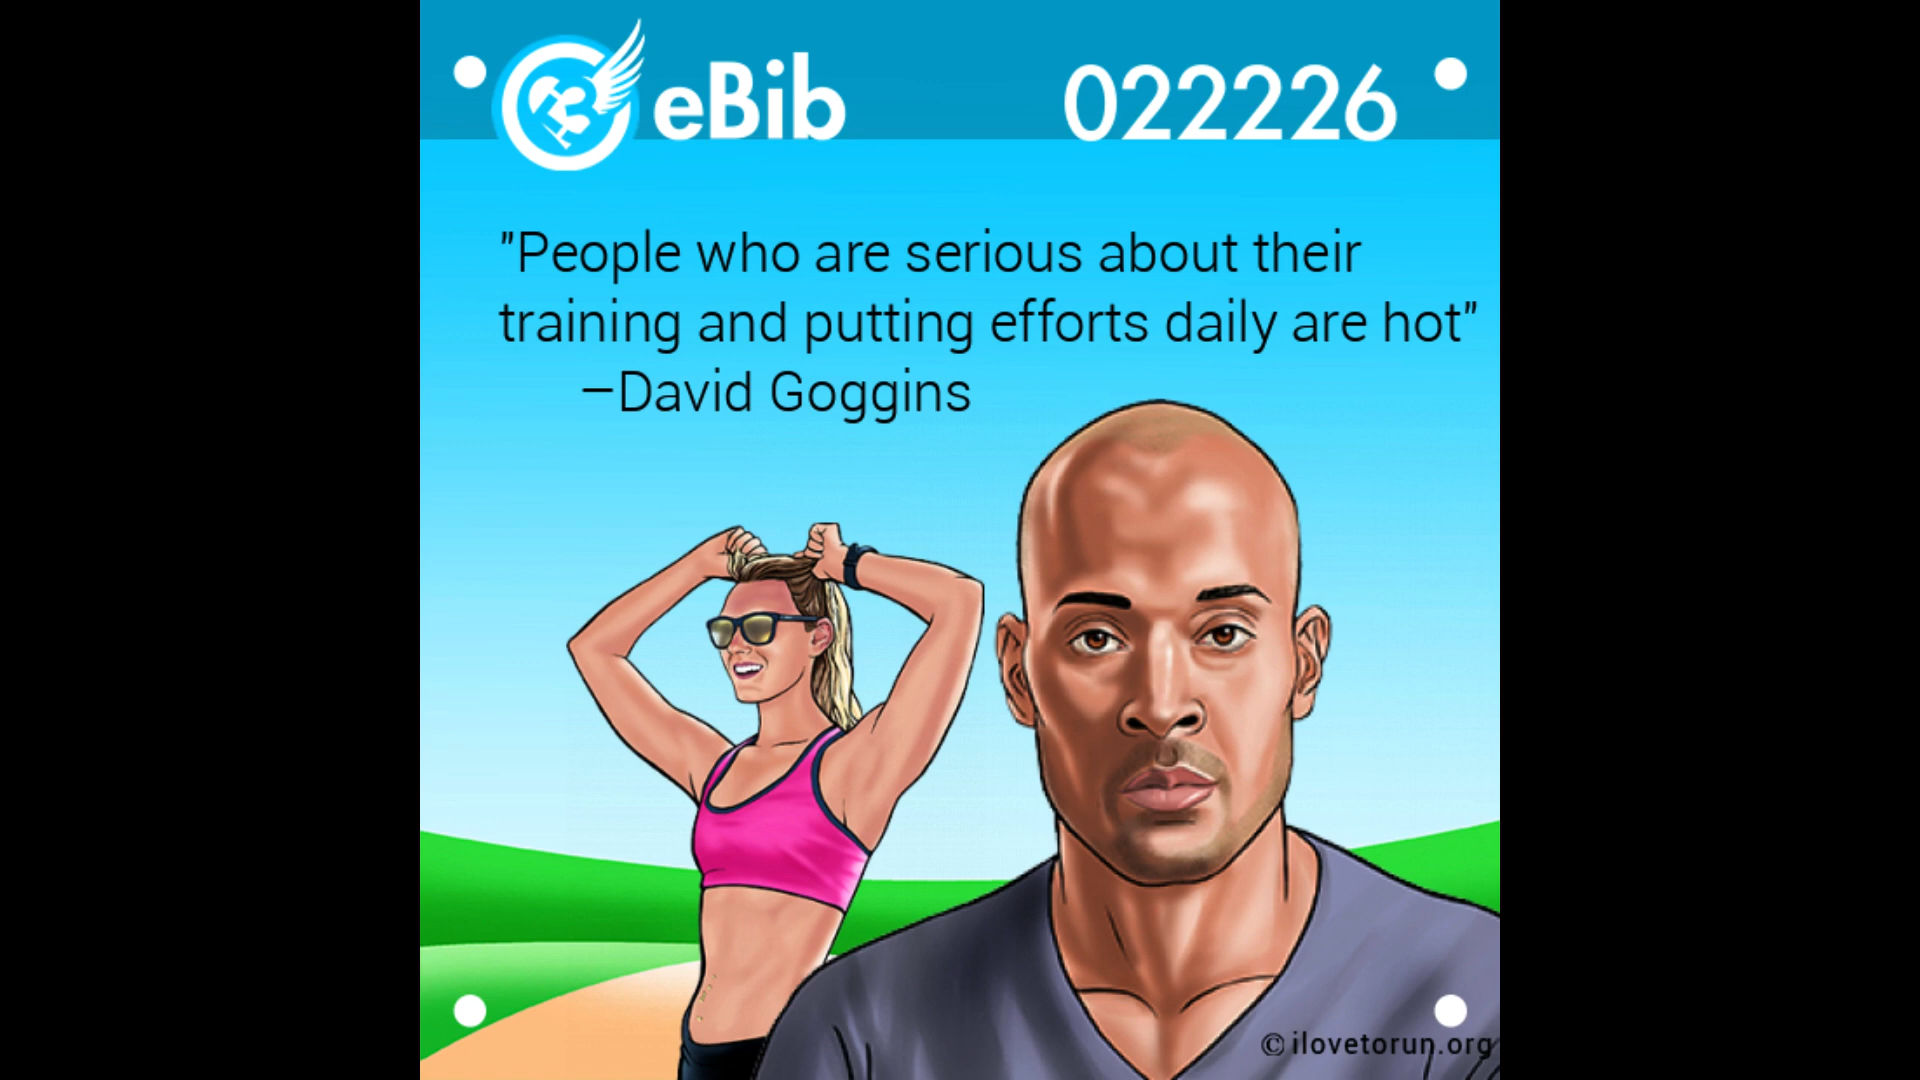 eBib
022226
"People who are serious about their
training and putting efforts daily are hot"
–David Goggins
©ilovetorun.org